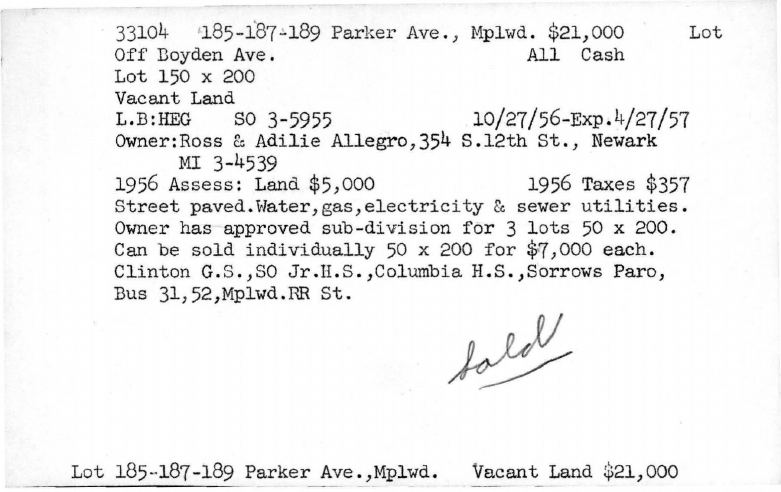 33104 185-187-189 Parker Ave., Mplwd. $21,000 Lot
Off Boyden Ave. All Cash
Lot 150 x 200
Vacant Land
L.B:HEG SO 3-5955 10/27/56-Exp.4/27/57
Owner:Ross & Adilie Allegro,354 S.12th St., Newark
MI 3-4539
1956 Assess: Land $5,000 1956 Taxes $357
Street paved.Water,gas,electricity & sewer utilities.
Owner has approved sub-division for 3 lots 50 x 200.
Can be sold individually 50 x 200 for $7,000 each.
Clinton G.S.,SO Jr.H.S.,Columbia H.S.,Sorrows Paro,
Bus 31,52,Mplwd.RR St.
Sold
Lot 185-187-189 Parker Ave.,Mplwd. Vacant Land $21,000